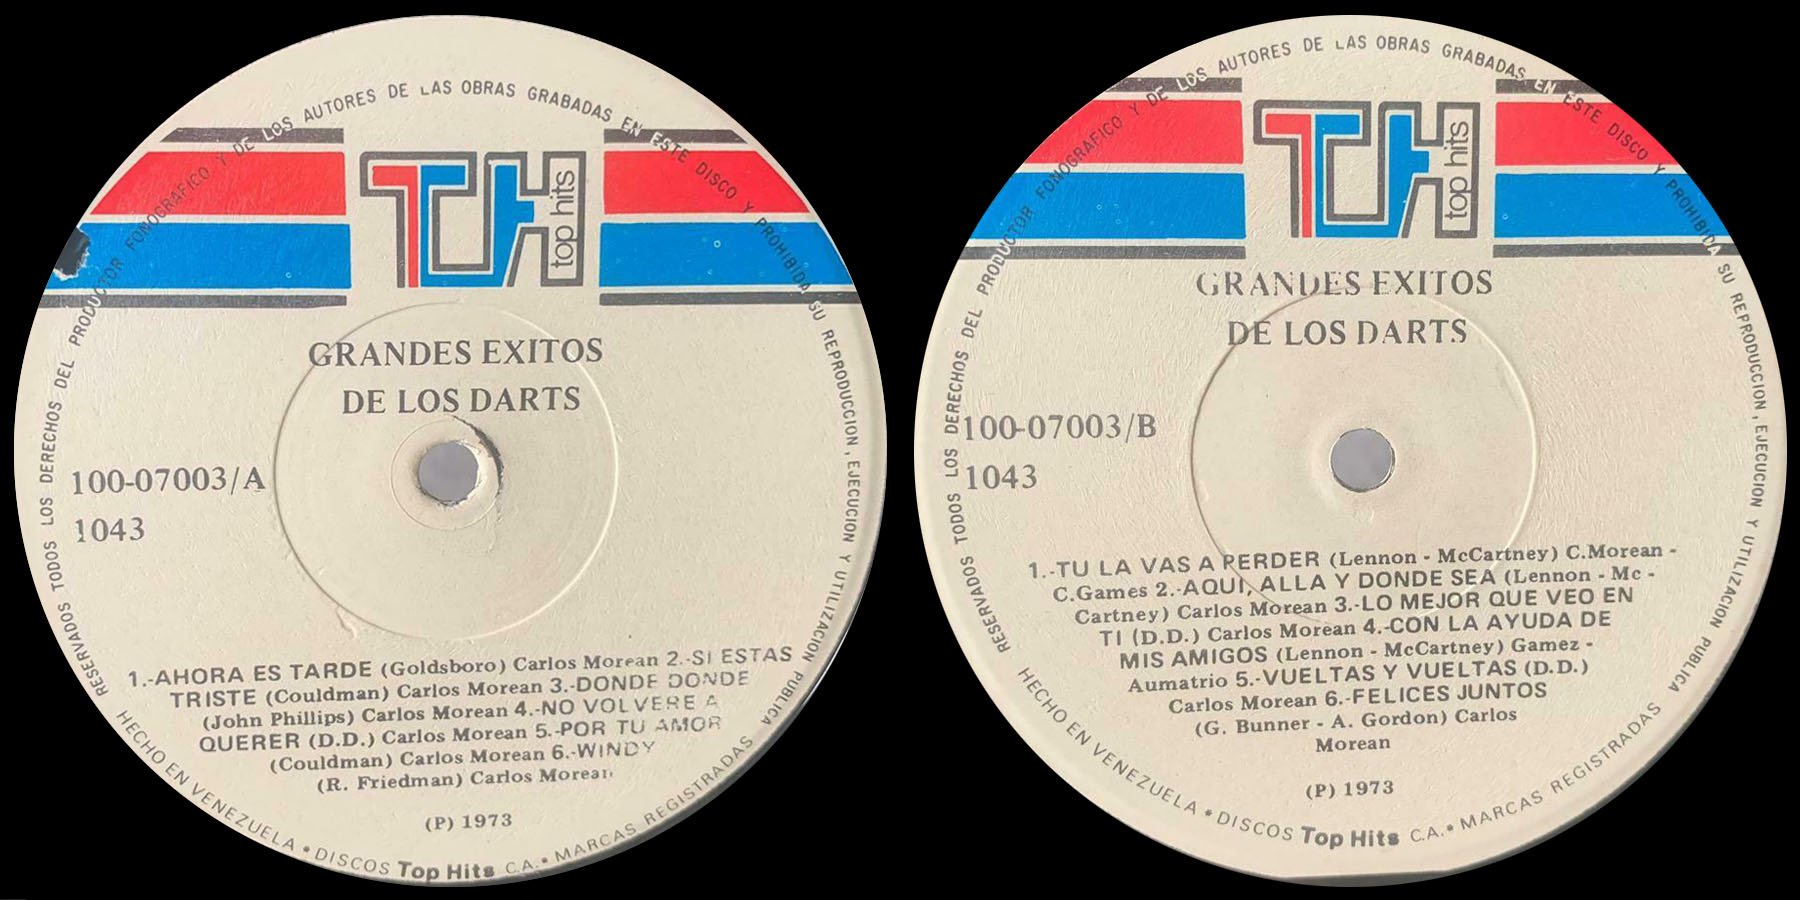 RESERVADOS TODOS LOS DERECHOS DEL PRODUCTOR FONOGRAFICO Y DE LOS AUTORES DE LAS OBRAS GRABADAS EN ESTE DISCO Y PROHIBIDA SU REPRODUCCION, EJECUCION Y UTILIZACION PUBLICA
TH top hits
GRANDES EXITOS
DE LOS DARTS
100-07003/A
1043
1.-AHORA ES TARDE (Goldsboro) Carlos Morean 2.-SI ESTAS
TRISTE (Couldman) Carlos Morean 3.-DONDE DONDE
(John Phillips) Carlos Morean 4.-NO VOLVERE A
QUERER (D.D.) Carlos Morean 5.-POR TU AMOR
(Couldman) Carlos Morean 6.-WINDY
(R. Friedman) Carlos Morean
(P) 1973
HECHO EN VENEZUELA • DISCOS Top Hits C.A. • MARCAS REGISTRADAS
RESERVADOS TODOS LOS DERECHOS DEL PRODUCTOR FONOGRAFICO Y DE LOS AUTORES DE LAS OBRAS GRABADAS EN ESTE DISCO Y PROHIBIDA SU REPRODUCCION, EJECUCION Y UTILIZACION PUBLICA
TH top hits
GRANDES EXITOS
DE LOS DARTS
100-07003/B
1043
1.-TU LA VAS A PERDER (Lennon - McCartney) C.Morean -
C.Games 2.-AQUI, ALLA Y DONDE SEA (Lennon - Mc -
Cartney) Carlos Morean 3.-LO MEJOR QUE VEO EN
TI (D.D.) Carlos Morean 4.-CON LA AYUDA DE
MIS AMIGOS (Lennon - McCartney) Gamez -
Aumatrio 5.-VUELTAS Y VUELTAS (D.D.)
Carlos Morean 6.-FELICES JUNTOS
(G. Bunner - A. Gordon) Carlos
Morean
(P) 1973
HECHO EN VENEZUELA • DISCOS Top Hits C.A. • MARCAS REGISTRADAS